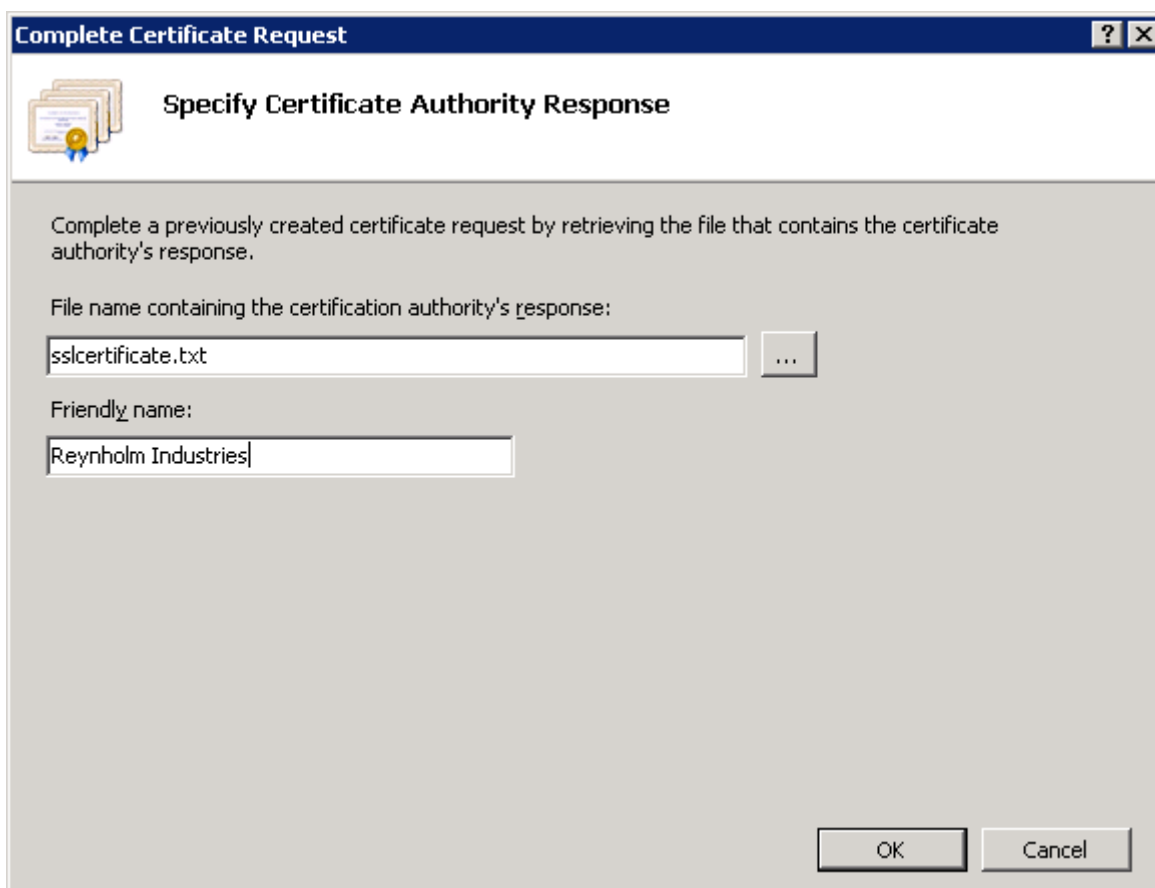 Complete Certificate Request
Specify Certificate Authority Response
Complete a previously created certificate request by retrieving the file that contains the certificate
authority's response.
File name containing the certification authority's response:
sslcertificate.txt
...
Friendly name:
Reynholm Industries
OK Cancel